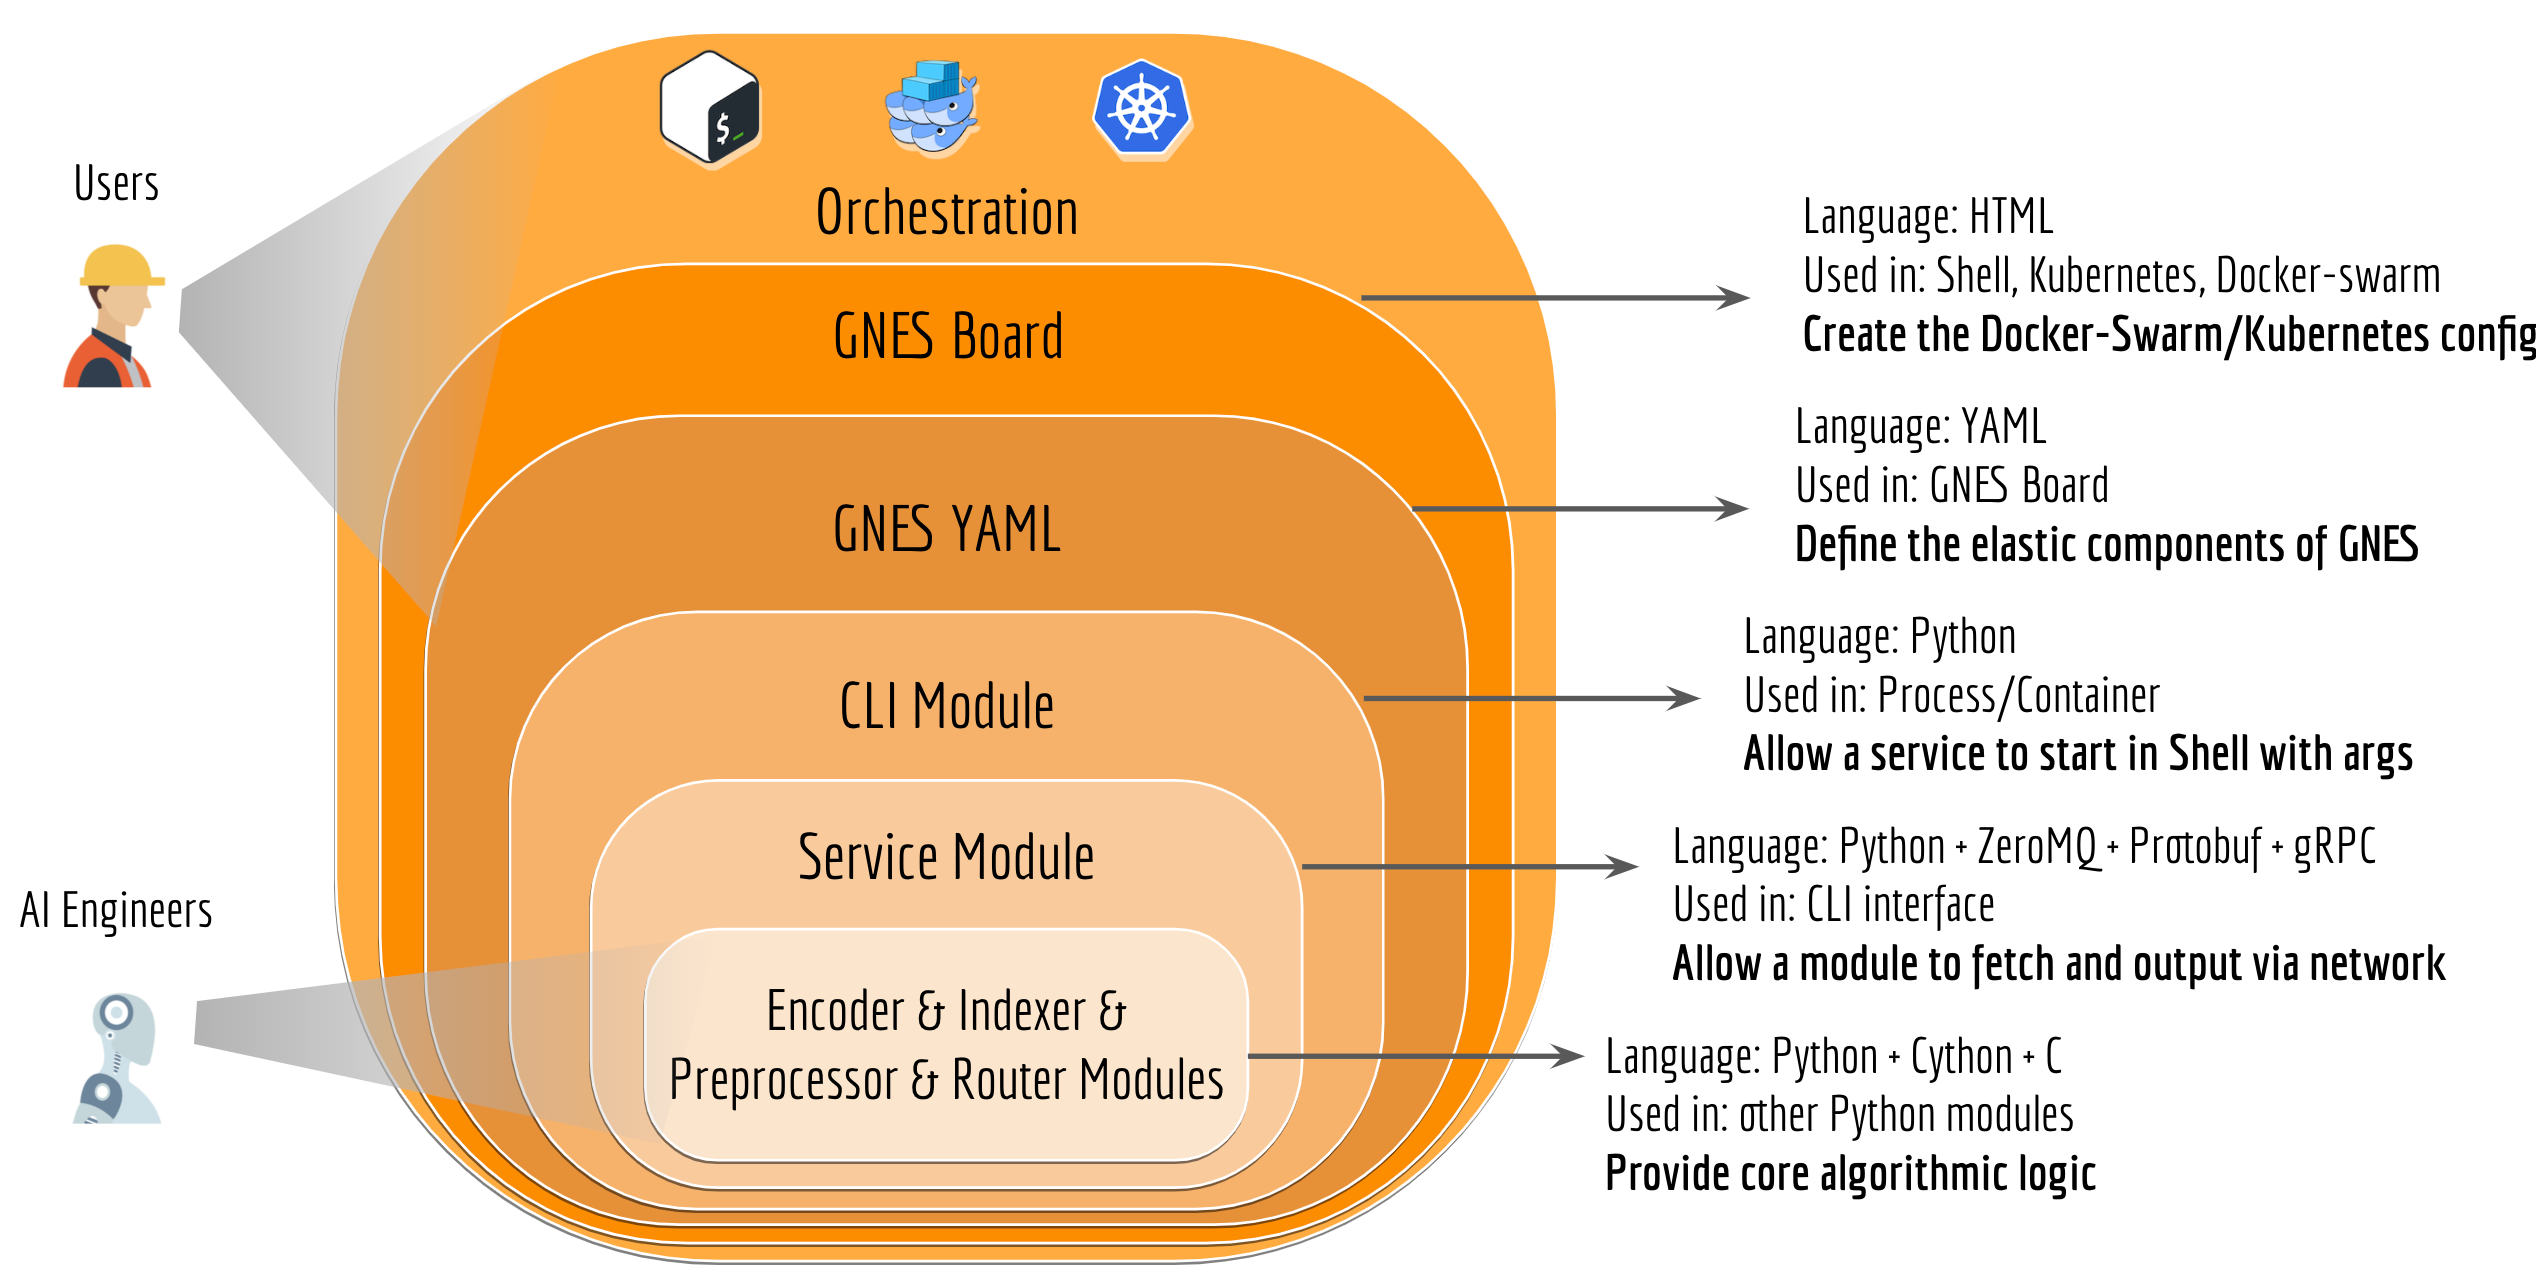 Users
$_
Orchestration
GNES Board
GNES YAML
CLI Module
Service Module
Encoder & Indexer &
Preprocessor & Router Modules
AI Engineers
Language: HTML
Used in: Shell, Kubernetes, Docker-swarm
Create the Docker-Swarm/Kubernetes config
Language: YAML
Used in: GNES Board
Define the elastic components of GNES
Language: Python
Used in: Process/Container
Allow a service to start in Shell with args
Language: Python + ZeroMQ + Protobuf + gRPC
Used in: CLI interface
Allow a module to fetch and output via network
Language: Python + Cython + C
Used in: other Python modules
Provide core algorithmic logic